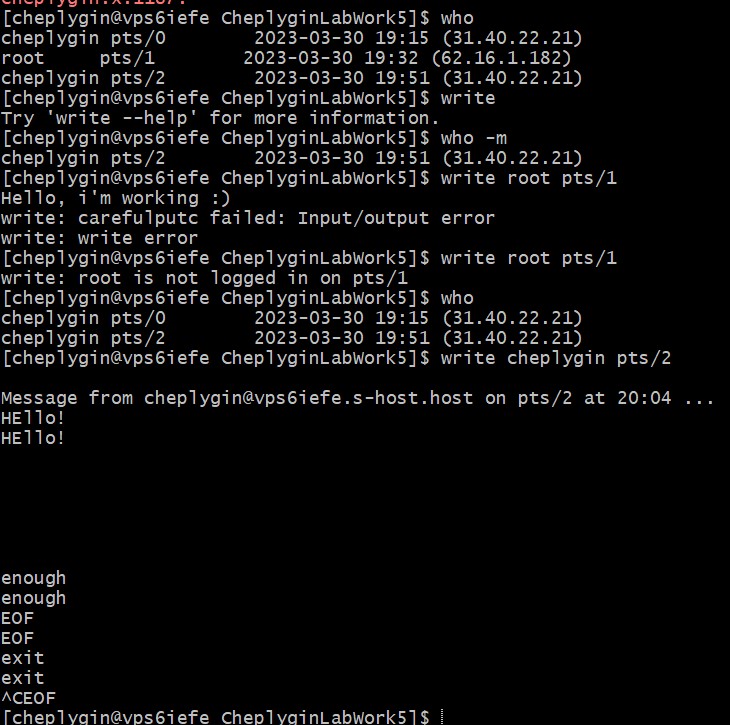 cheplygin:x:1187:
[cheplygin@vps6iefe CheplyginLabWork5]$ who
cheplygin pts/0        2023-03-30 19:15 (31.40.22.21)
root     pts/1        2023-03-30 19:32 (62.16.1.182)
cheplygin pts/2        2023-03-30 19:51 (31.40.22.21)
[cheplygin@vps6iefe CheplyginLabWork5]$ write
Try 'write --help' for more information.
[cheplygin@vps6iefe CheplyginLabWork5]$ who -m
cheplygin pts/2        2023-03-30 19:51 (31.40.22.21)
[cheplygin@vps6iefe CheplyginLabWork5]$ write root pts/1
Hello, i'm working :)
write: carefulputc failed: Input/output error
write: write error
[cheplygin@vps6iefe CheplyginLabWork5]$ write root pts/1
write: root is not logged in on pts/1
[cheplygin@vps6iefe CheplyginLabWork5]$ who
cheplygin pts/0        2023-03-30 19:15 (31.40.22.21)
cheplygin pts/2        2023-03-30 19:51 (31.40.22.21)
[cheplygin@vps6iefe CheplyginLabWork5]$ write cheplygin pts/2
Message from cheplygin@vps6iefe.s-host.host on pts/2 at 20:04 ...
HEllo!
HEllo!
enough
enough
EOF
EOF
exit
exit
^CEOF
[cheplygin@vps6iefe CheplyginLabWork5]$